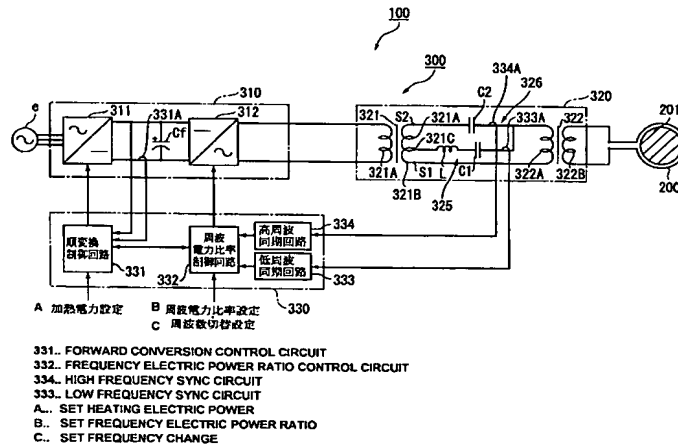 100
300
334A
326
C2
320
310
e
311
331A
312
Cf
321
S2
321A
333A
322
201
321C
321A
S1
L
C1
322A
322B
321B
325
200
順変換
制御回路
331
周波
電力比率
制御回路
332
高周波
同期回路
334
低周波
同期回路
333
330
A 加熱電力設定
B 周波電力比率設定
C 周波数切替設定
331.. FORWARD CONVERSION CONTROL CIRCUIT
332.. FREQUENCY ELECTRIC POWER RATIO CONTROL CIRCUIT
334.. HIGH FREQUENCY SYNC CIRCUIT
333.. LOW FREQUENCY SYNC CIRCUIT
A... SET HEATING ELECTRIC POWER
B.. SET FREQUENCY ELECTRIC POWER RATIO
C.. SET FREQUENCY CHANGE